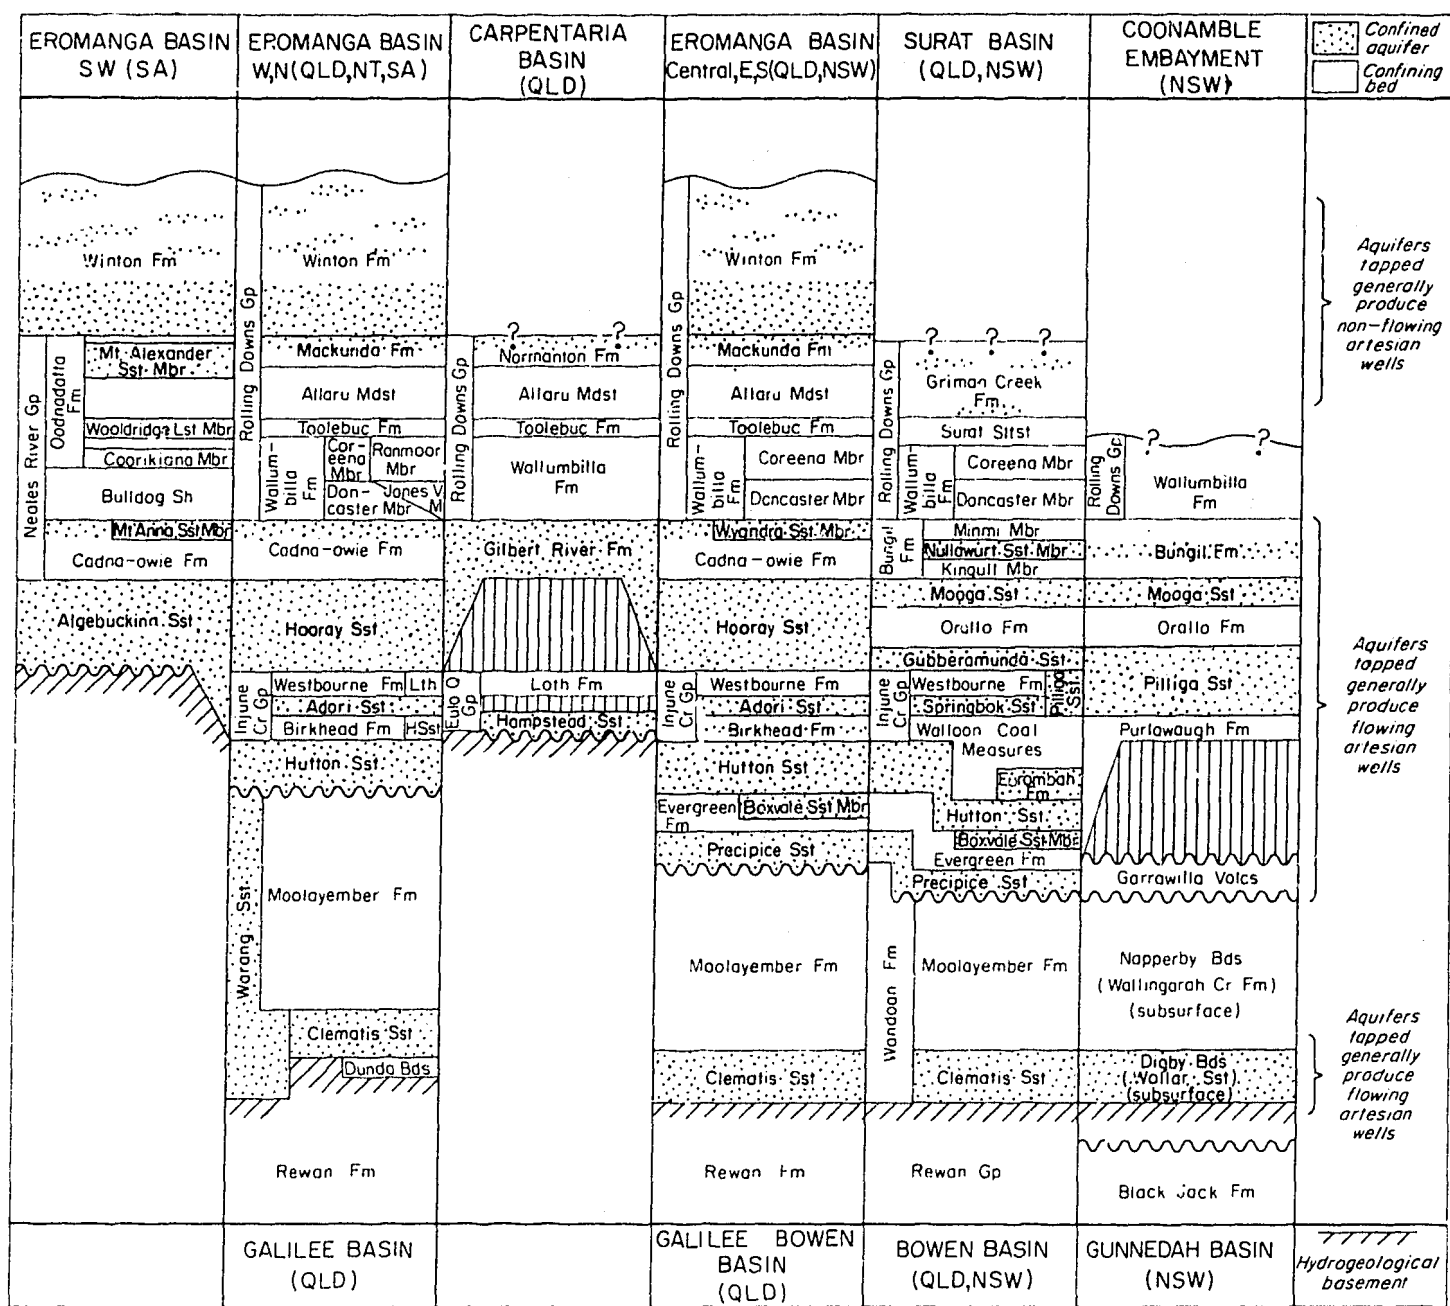 EROMANGA BASIN
SW (SA)
EROMANGA BASIN
W,N(QLD,NT,SA)
CARPENTARIA
BASIN
(QLD)
EROMANGA BASIN
Central,E,S(QLD,NSW)
SURAT BASIN
(QLD,NSW)
COONAMBLE
EMBAYMENT
(NSW)
Confined
aquifer
Confining
bed
Winton Fm
Neales River Gp
Oodnadatta
Fm
Mt Alexander
Sst Mbr
Wooldridge Lst Mbr
Coorikiana Mbr
Bulldog Sh
Mt Anna Sst Mbr
Cadna-owie Fm
Algebuckina Sst
Rolling Downs Gp
Winton Fm
Mackunda Fm
Allaru Mdst
Toolebuc Fm
Wallum-
billa
Fm
Cor-
eena
Mbr
Ranmoor
Mbr
Don-
caster Mbr
Jones V
M
Cadna-owie Fm
Hooray Sst
Injune
Cr Gp
Westbourne Fm
Lth
Adori Sst
Birkhead Fm
HSst
Hutton Sst
Warang Sst
Moolayember Fm
Clematis Sst
Dunda Bds
Rewan Fm
GALILEE BASIN
(QLD)
Rolling Downs Gp
? ?
Normanton Fm
Allaru Mdst
Toolebuc Fm
Wallumbilla
Fm
Gilbert River Fm
Eulo Q
Gp
Loth Fm
Hampstead Sst
Rolling Downs Gp
Winton Fm
Mackunda Fm
Allaru Mdst
Toolebuc Fm
Wallum-
billa
Fm
Coreena Mbr
Doncaster Mbr
Wyandra Sst Mbr
Cadna-owie Fm
Hooray Sst
Injune
Cr Gp
Westbourne Fm
Adori Sst
Birkhead Fm
Hutton Sst
Evergreen
Fm
Boxvale Sst Mbr
Precipice Sst
Moolayember Fm
Clematis Sst
Rewan Fm
GALILEE BOWEN
BASIN
(QLD)
? ? ?
Rolling Downs Gp
Griman Creek
Fm
Surat Sltst
Wallum-
billa
Fm
Coreena Mbr
Doncaster Mbr
Bungil
Fm
Minmi Mbr
Nullawurt Sst Mbr
Kingull Mbr
Mooga Sst
Orallo Fm
Gubberamunda Sst
Injune
Cr Gp
Westbourne Fm
Springbok Sst
Pilliga
Sst
Walloon Coal
Measures
Eurombah
Fm
Hutton Sst
Boxvale Sst Mbr
Evergreen Fm
Precipice Sst
Wandoan Fm
Moolayember Fm
Clematis Sst
Rewan Gp
BOWEN BASIN
(QLD,NSW)
? ?
Rolling
Downs Gp
Wallumbilla
Fm
Bungil Fm
Mooga Sst
Orallo Fm
Pilliga Sst
Purlawaugh Fm
Garrawilla Volcs
Napperby Bds
(Wallingarah Cr Fm)
(subsurface)
Digby Bds
(Wollar Sst)
(subsurface)
Black Jack Fm
GUNNEDAH BASIN
(NSW)
Aquifers
tapped
generally
produce
non-flowing
artesian
wells
Aquifers
tapped
generally
produce
flowing
artesian
wells
Aquifers
tapped
generally
produce
flowing
artesian
wells
Hydrogeological
basement